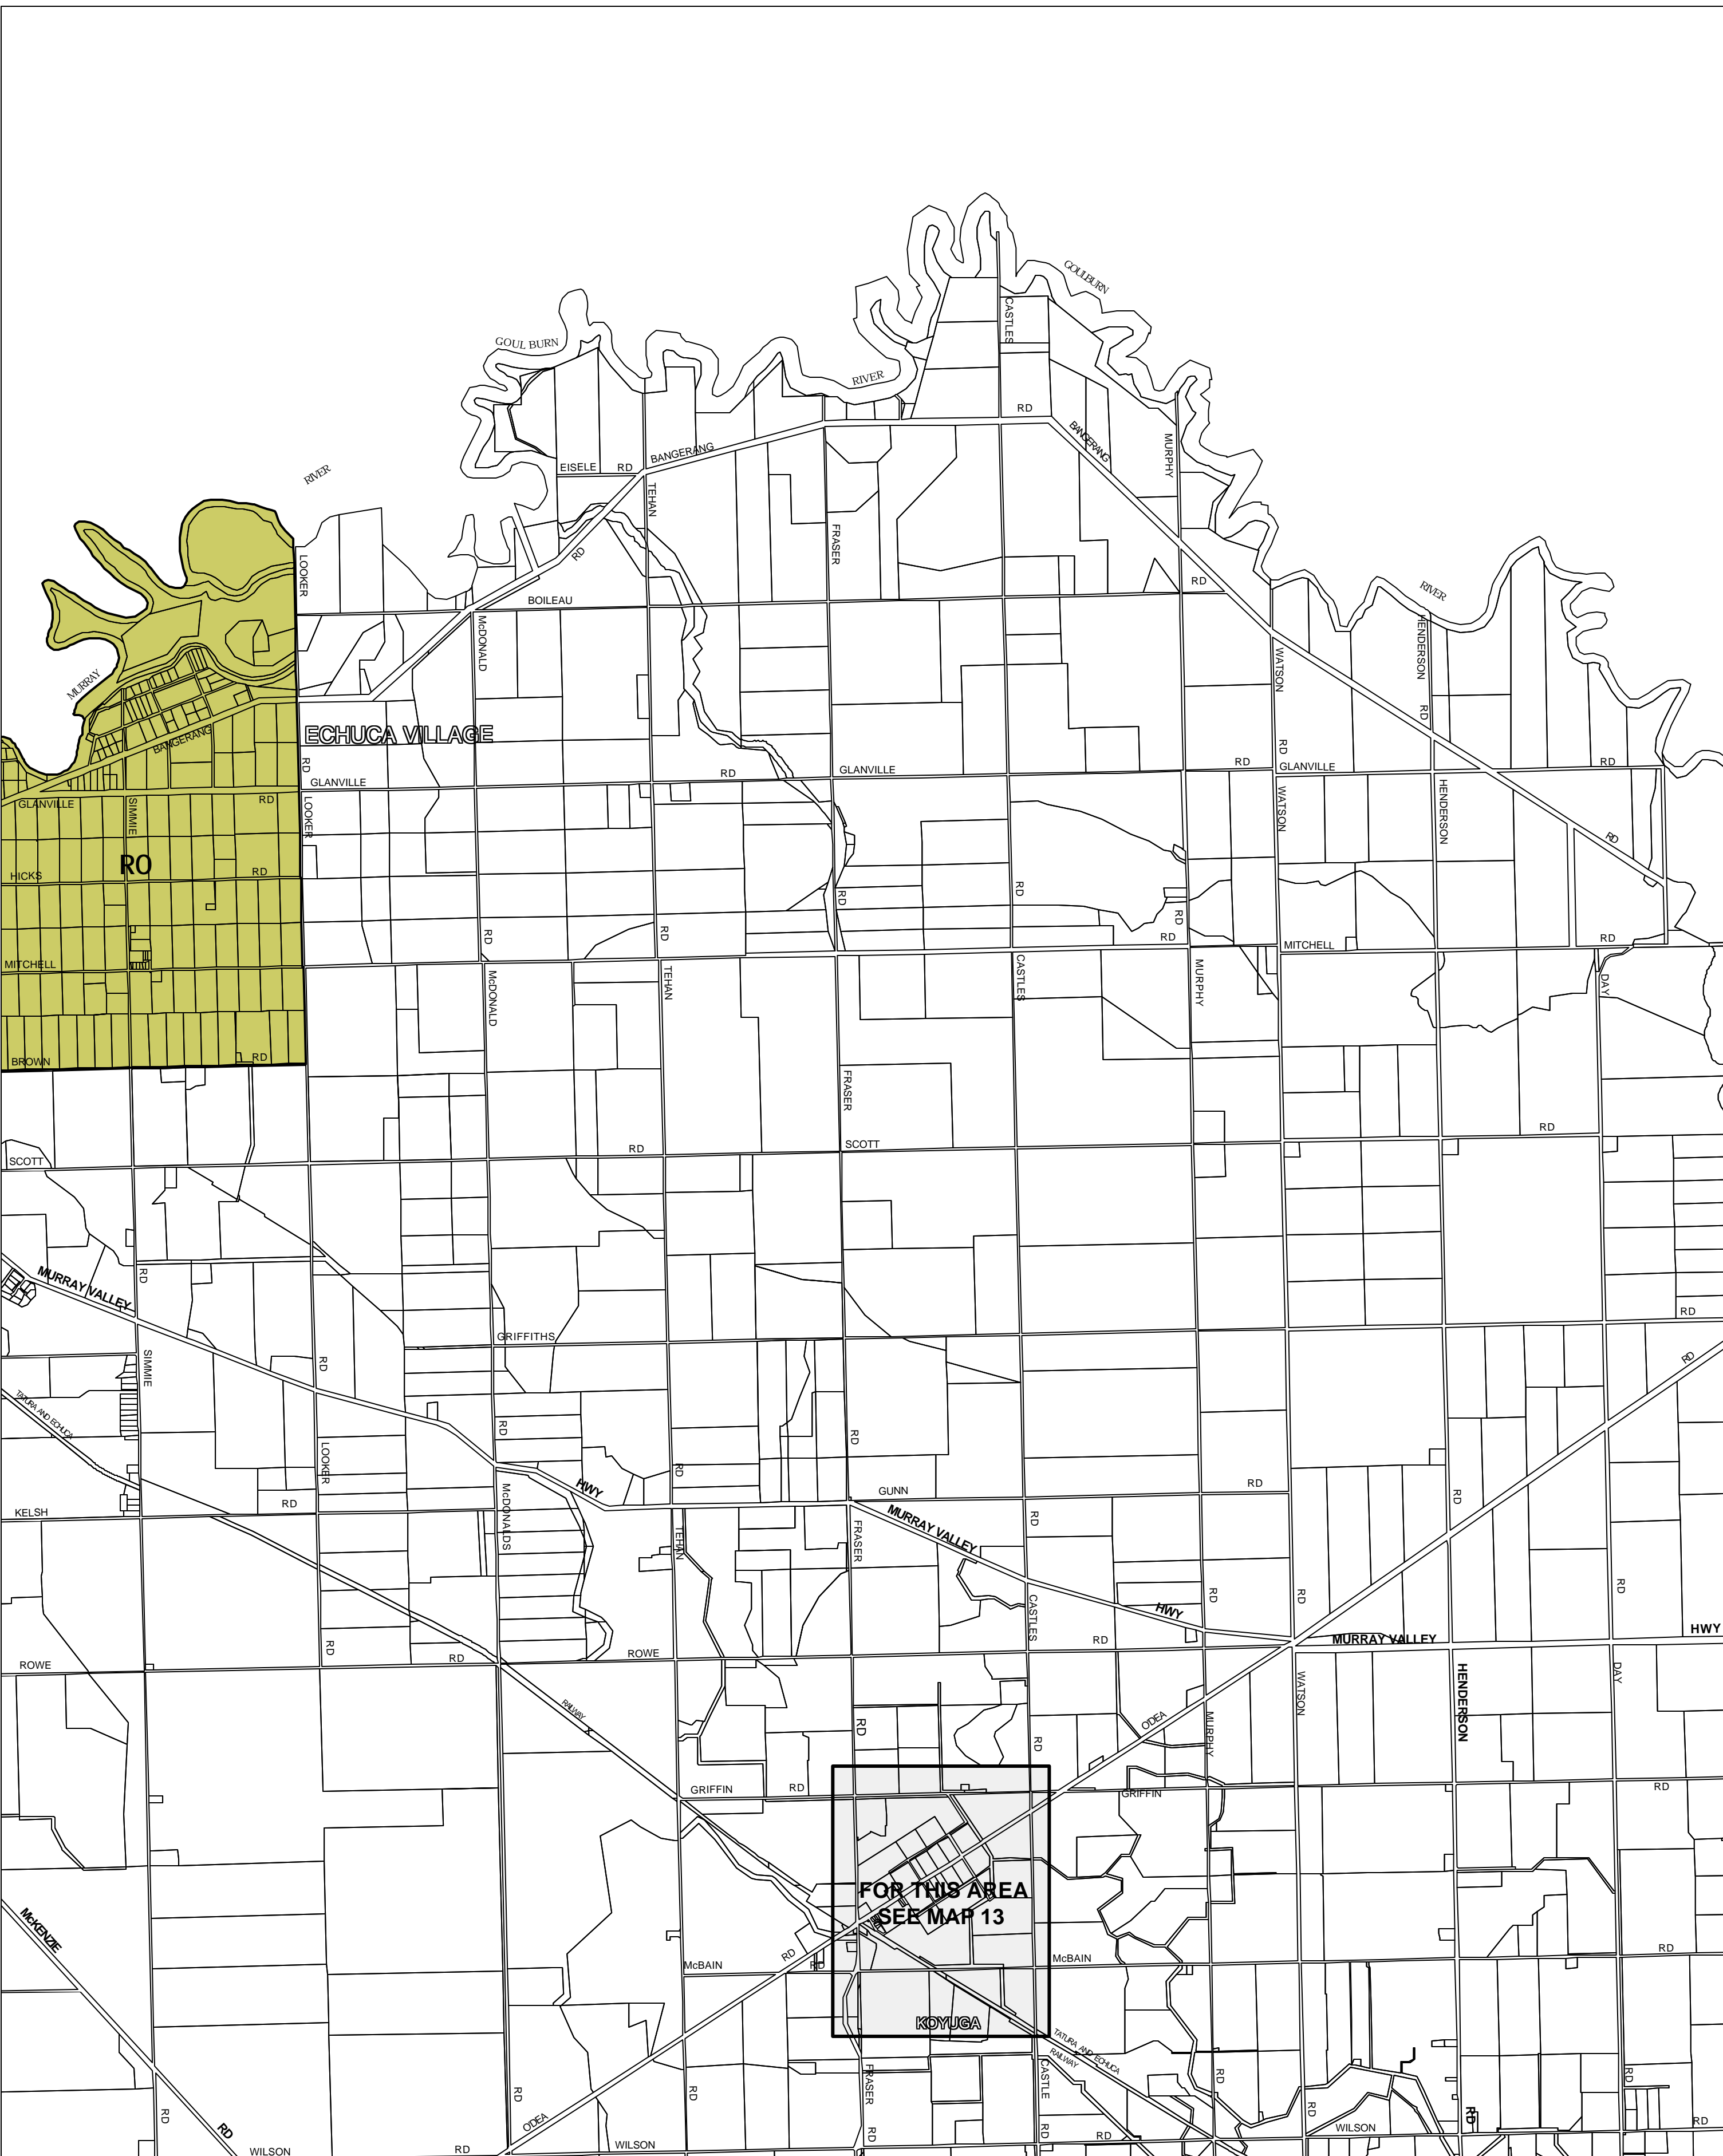 GOULBURN
CASTLES
GOUL BURN
RIVER
RD
BANGERANG
MURPHY
BANGERANG
EISELE RD
RIVER
TEHAN
FRASER
RD
LOOKER
RD
RIVER
BOILEAU
McDONALD
HENDERSON
WATSON
MURRAY
RD
BANGERANG
ECHUCA VILLAGE
RD
RD
GLANVILLE
RD
GLANVILLE
RD
GLANVILLE
RD
GLANVILLE
SIMMIE
RD
LOOKER
WATSON
HENDERSON
RD
RO
HICKS
RD
RD
RD
RD
RD
RD
RD
MITCHELL
RD
MITCHELL
McDONALD
TEHAN
CASTLES
MURPHY
DAY
BROWN
RD
FRASER
RD
SCOTT
RD
SCOTT
MURRAY VALLEY
RD
RD
GRIFFITHS
SIMMIE
RD
RD
TATURA AND ECHUCA
RD
RD
LOOKER
RD
HWY
GUNN
RD
RD
KELSH
RD
McDONALDS
MURRAY VALLEY
RD
TEHAN
FRASER
RD
RD
RD
CASTLES
HWY
RD
MURRAY VALLEY
HWY
ROWE
RD
RD
ROWE
HENDERSON
DAY
WATSON
RAILWAY
RD
RD
O'DEA
MURPHY
GRIFFIN
RD
GRIFFIN
RD
FOR THIS AREA
SEE MAP 13
McKENZIE
RD
McBAIN
RD
McBAIN
RD
KOYUGA
TATURA AND ECHUCA
RAILWAY
FRASER
CASTLE
RD
RD
RD
RD
O'DEA
RD
RD
RD
RD
RD
RD
RD
WILSON
RD
WILSON
RD
WILSON
RD